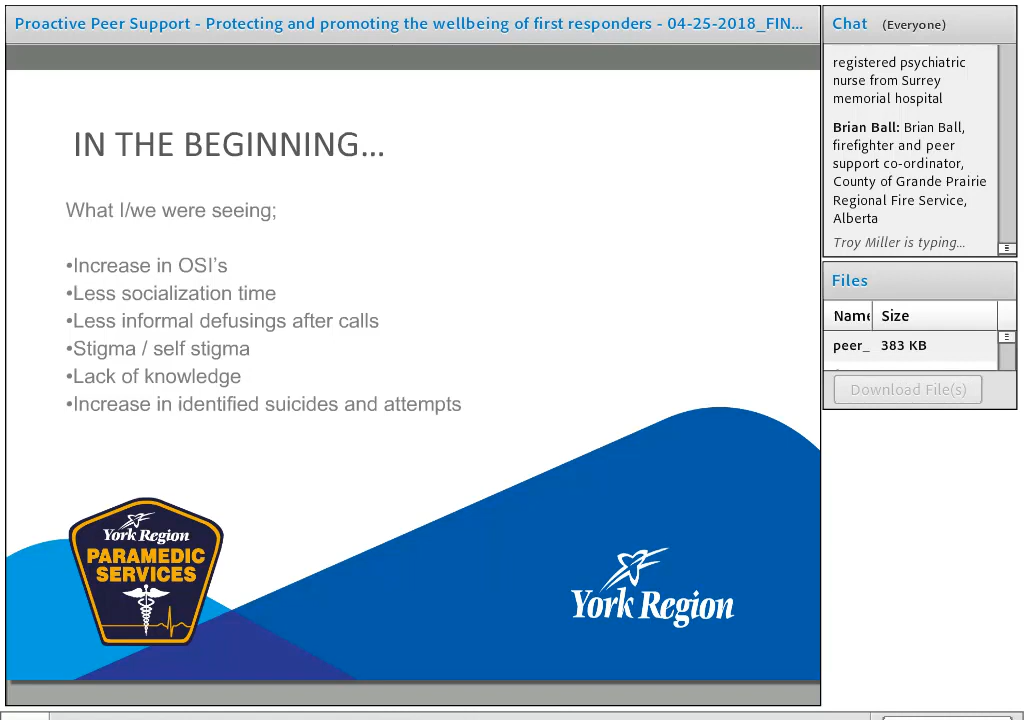 Proactive Peer Support - Protecting and promoting the wellbeing of first responders - 04-25-2018_FIN...
IN THE BEGINNING...
What I/we were seeing;
•Increase in OSI's
•Less socialization time
•Less informal defusings after calls
•Stigma / self stigma
•Lack of knowledge
•Increase in identified suicides and attempts
York Region
PARAMEDIC
SERVICES
York Region
Chat (Everyone)
registered psychiatric
nurse from Surrey
memorial hospital
Brian Ball: Brian Ball,
firefighter and peer
support co-ordinator,
County of Grande Prairie
Regional Fire Service,
Alberta
Troy Miller is typing...
Files
Name Size
peer_ 383 KB
Download File(s)